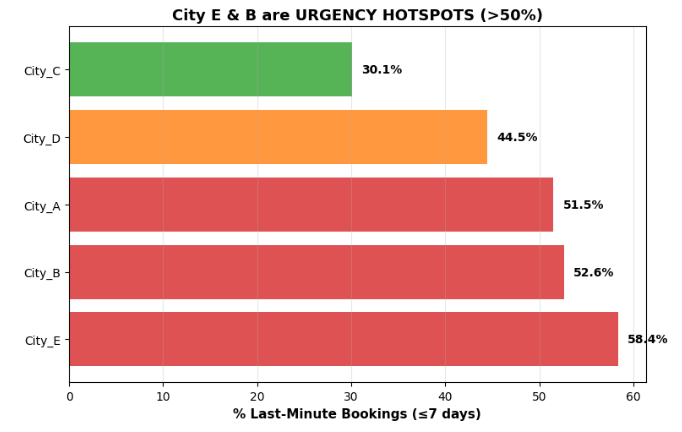 City E & B are URGENCY HOTSPOTS (>50%)
City_C 30.1%
City_D 44.5%
City_A 51.5%
City_B 52.6%
City_E 58.4%
0 10 20 30 40 50 60
% Last-Minute Bookings (≤7 days)